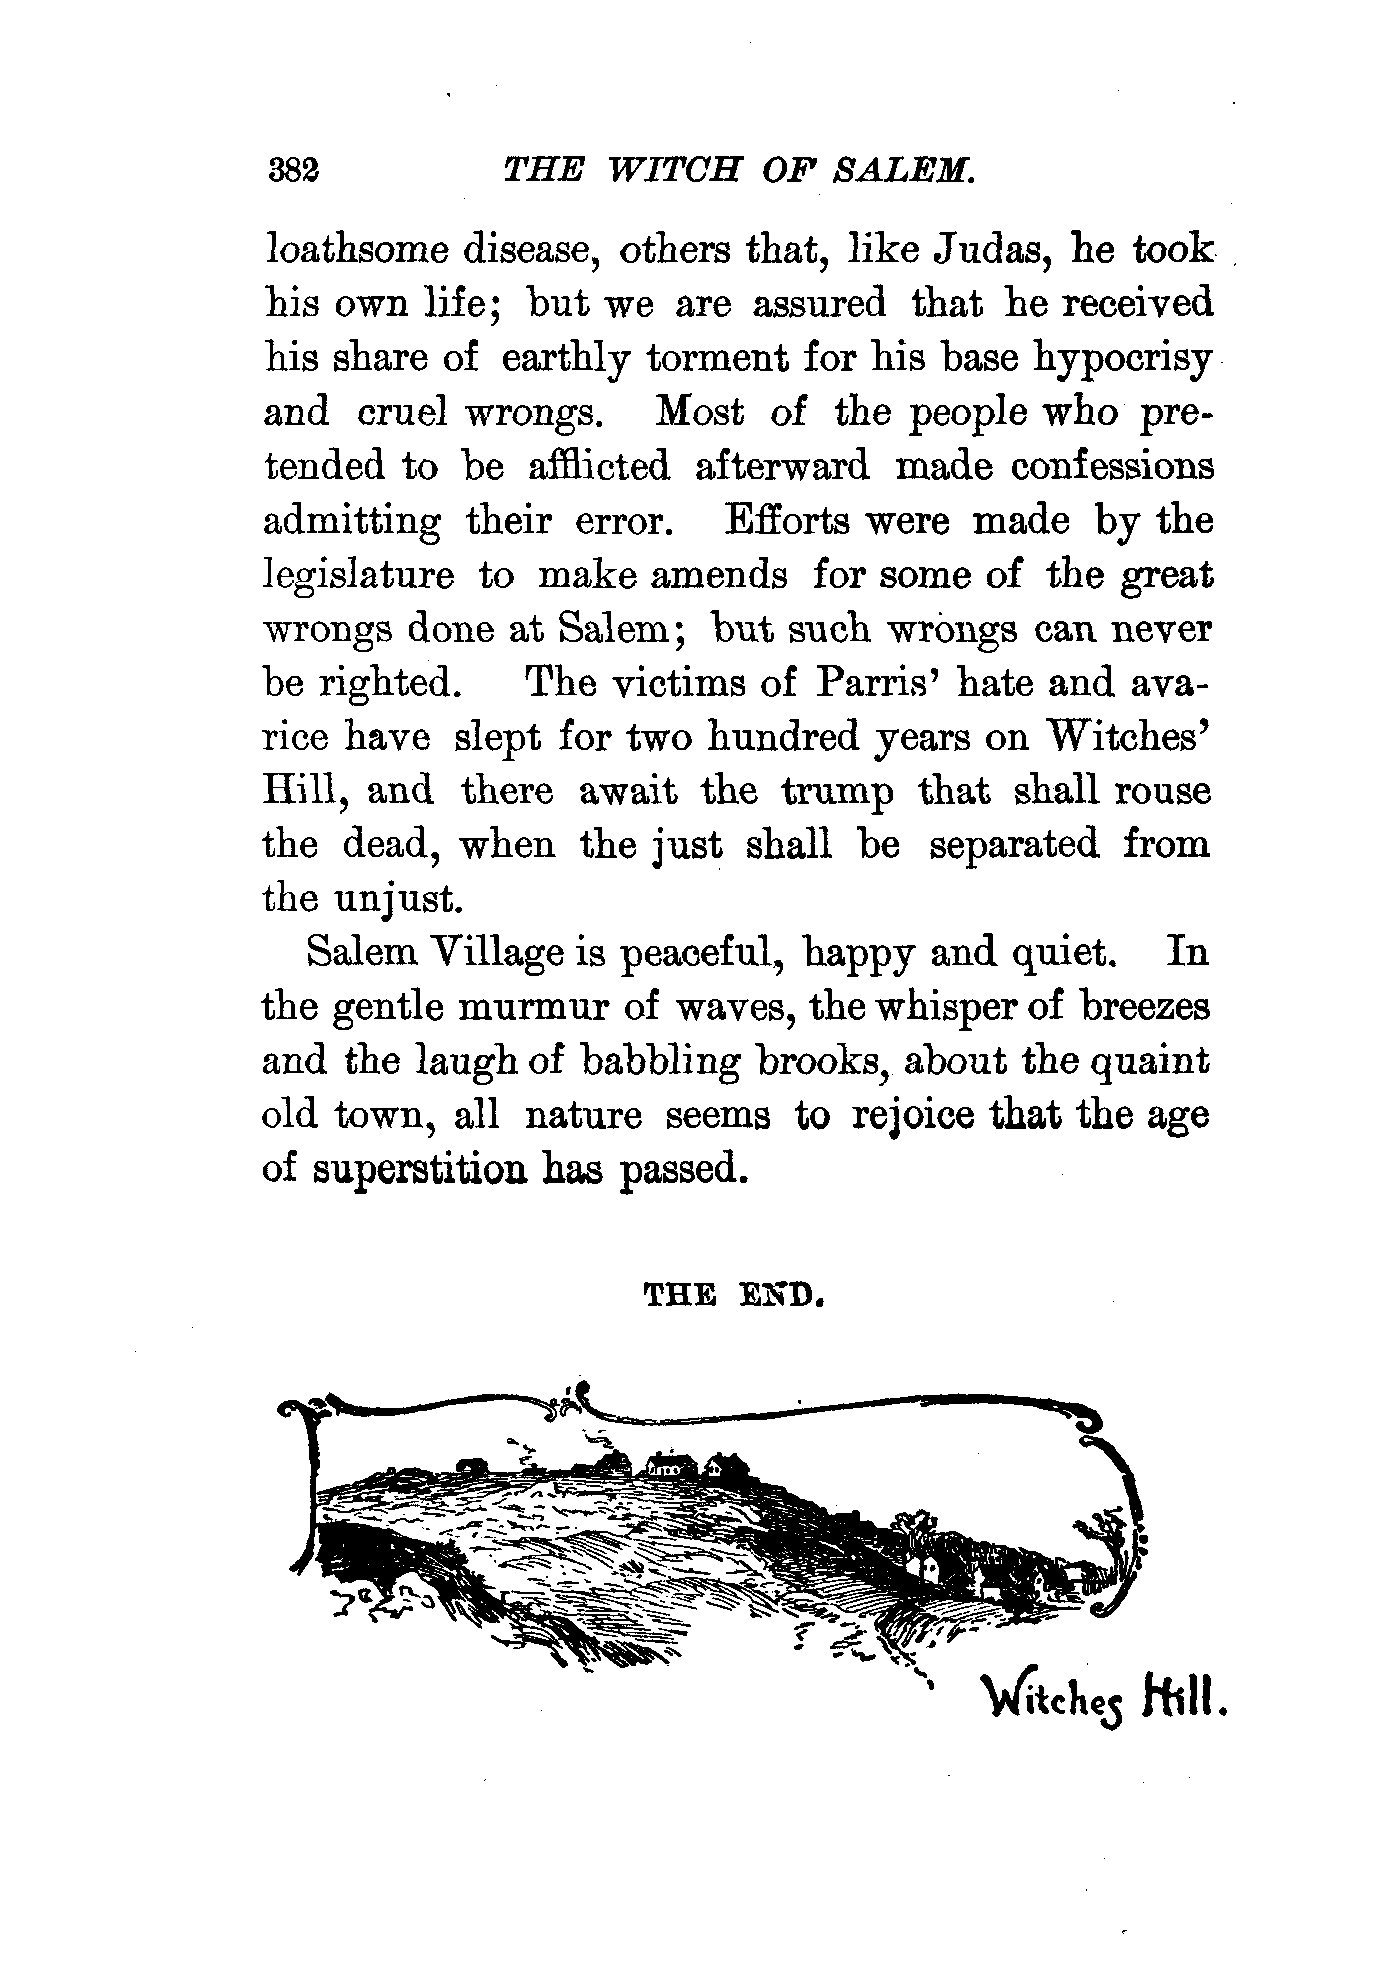 382 THE WITCH OF SALEM.
loathsome disease, others that, like Judas, he took
his own life; but we are assured that he received
his share of earthly torment for his base hypocrisy
and cruel wrongs. Most of the people who pre-
tended to be afflicted afterward made confessions
admitting their error. Efforts were made by the
legislature to make amends for some of the great
wrongs done at Salem; but such wrongs can never
be righted. The victims of Parris' hate and ava-
rice have slept for two hundred years on Witches'
Hill, and there await the trump that shall rouse
the dead, when the just shall be separated from
the unjust.
Salem Village is peaceful, happy and quiet. In
the gentle murmur of waves, the whisper of breezes
and the laugh of babbling brooks, about the quaint
old town, all nature seems to rejoice that the age
of superstition has passed.
THE END.
Witches Hill.